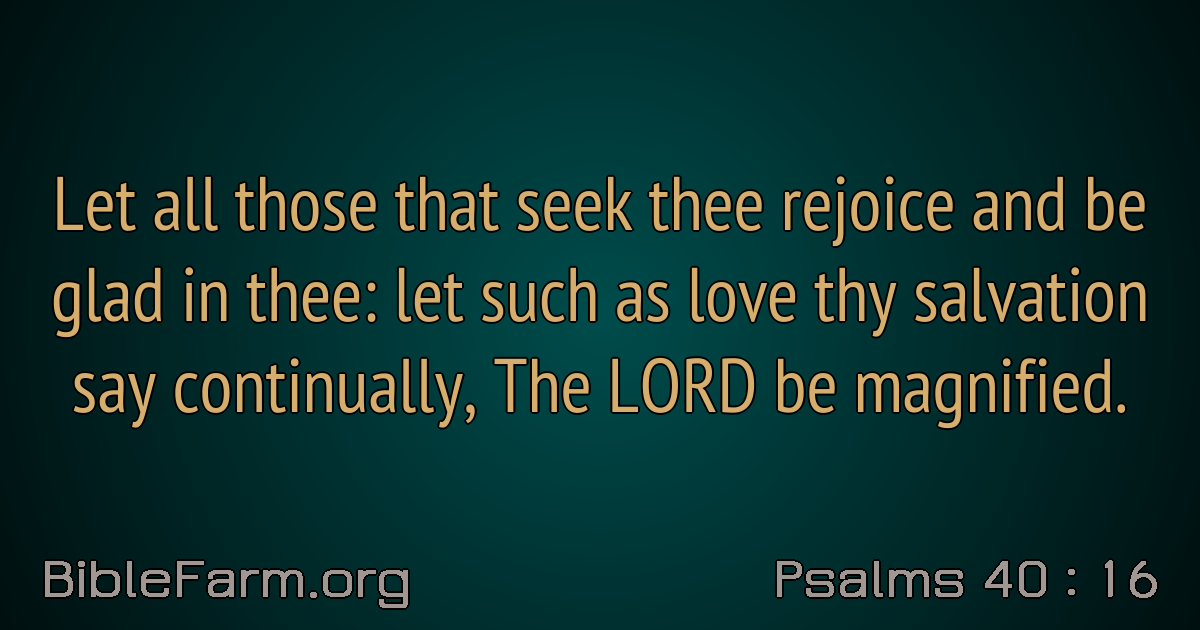 Let all those that seek thee rejoice and be
glad in thee: let such as love thy salvation
say continually, The LORD be magnified.
BibleFarm.org
Psalms 40 : 16